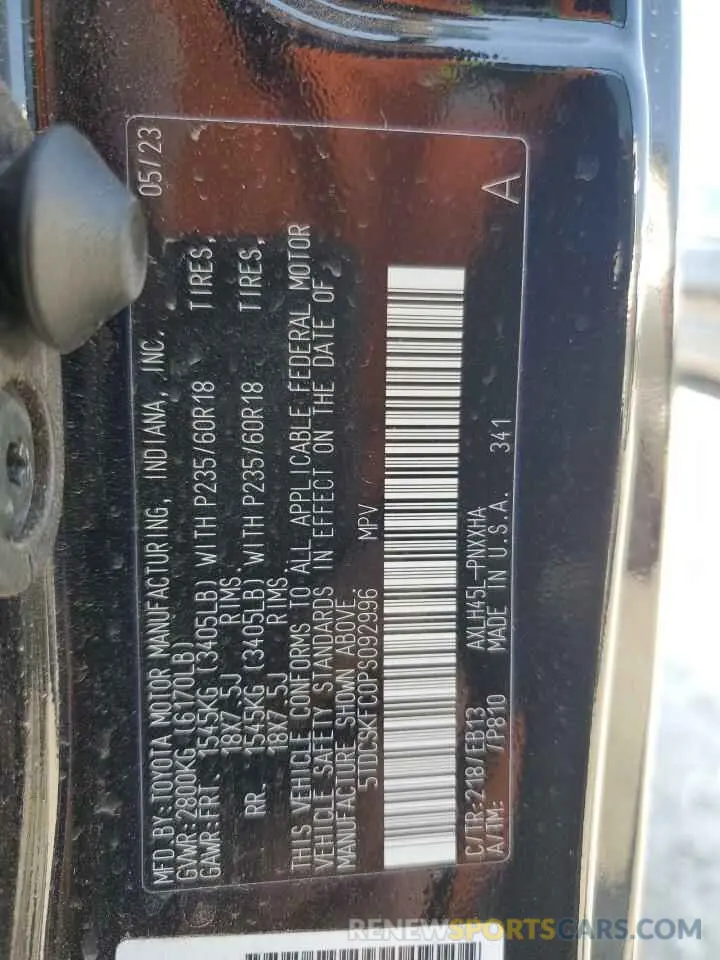 MFD.BY:TOYOTA MOTOR MANUFACTURING, INDIANA, INC. 05/23
GVWR:2800KG (6170LB)
GAWR:FRT. 1545KG (3405LB) WITH P235/60R18 TIRES,
18X7.5J RIMS
RR. 1545KG (3405LB) WITH P235/60R18 TIRES,
18X7.5J RIMS
THIS VEHICLE CONFORMS TO ALL APPLICABLE FEDERAL MOTOR
VEHICLE SAFETY STANDARDS IN EFFECT ON THE DATE OF
MANUFACTURE SHOWN ABOVE.
5TDCSKFC0PS092996 MPV
C/TR:218/EB13 AXLH45L-PNXXHA
A/TM: /P810 MADE IN U.S.A. 341 A
RENEWSPORTSCARS.COM